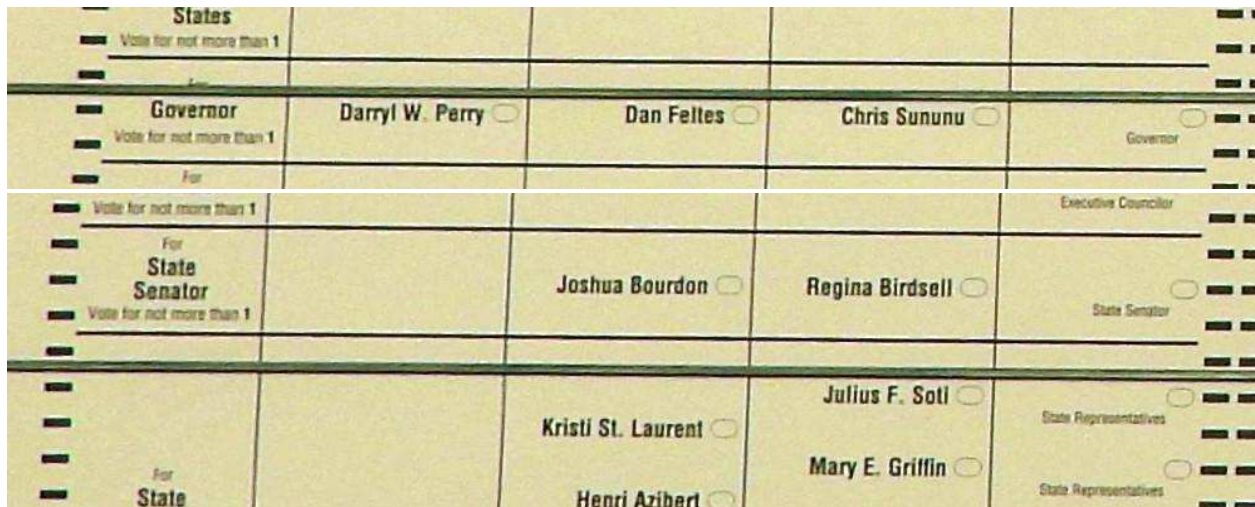 States
Vote for not more than 1
For
Governor
Vote for not more than 1
Darryl W. Perry
Dan Feltes
Chris Sununu
Governor
For
Vote for not more than 1
Executive Councilor
For
State
Senator
Vote for not more than 1
Joshua Bourdon
Regina Birdsell
State Senator
Julius F. Soti
State Representatives
Kristi St. Laurent
Mary E. Griffin
State Representatives
For
State
Henri Azibert